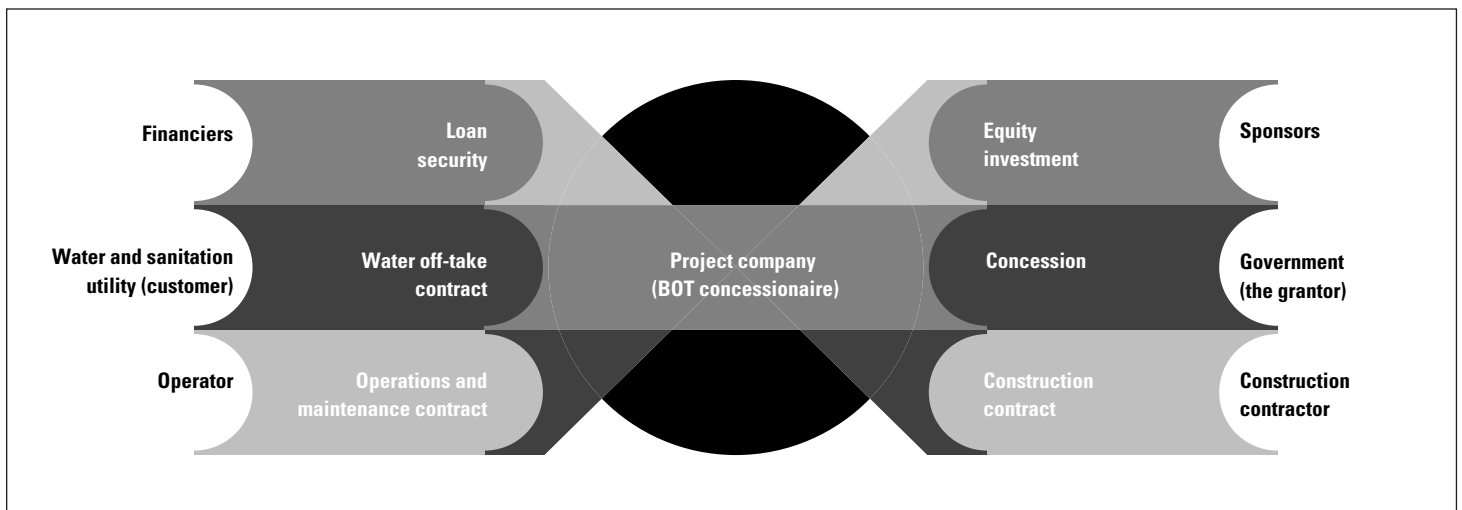 Financiers
Loan
security
Equity
investment
Sponsors
Water and sanitation
utility (customer)
Water off-take
contract
Project company
(BOT concessionaire)
Concession
Government
(the grantor)
Operator
Operations and
maintenance contract
Construction
contract
Construction
contractor